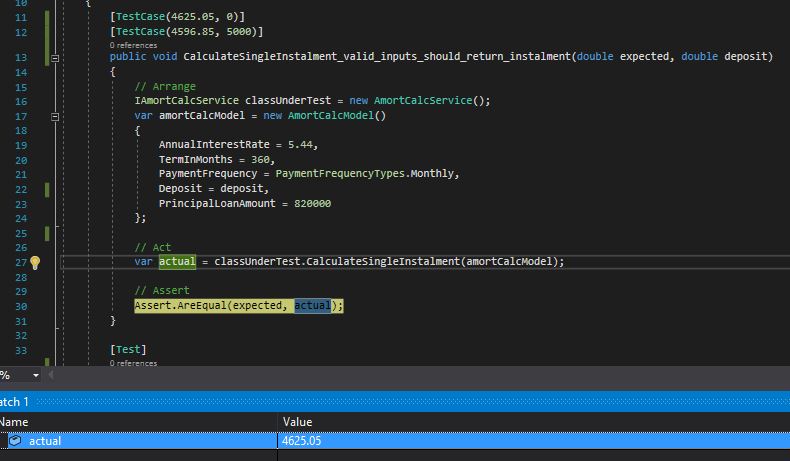 10 {
11 [TestCase(4625.05, 0)]
12 [TestCase(4596.85, 5000)]
0 references
13 public void CalculateSingleInstalment_valid_inputs_should_return_instalment(double expected, double deposit)
14 {
15 // Arrange
16 IAmortCalcService classUnderTest = new AmortCalcService();
17 var amortCalcModel = new AmortCalcModel()
18 {
19 AnnualInterestRate = 5.44,
20 TermInMonths = 360,
21 PaymentFrequency = PaymentFrequencyTypes.Monthly,
22 Deposit = deposit,
23 PrincipalLoanAmount = 820000
24 };
25
26 // Act
27 var actual = classUnderTest.CalculateSingleInstalment(amortCalcModel);
28
29 // Assert
30 Assert.AreEqual(expected, actual);
31 }
32
33 [Test]
0 references
%
atch 1
Name Value
actual 4625.05